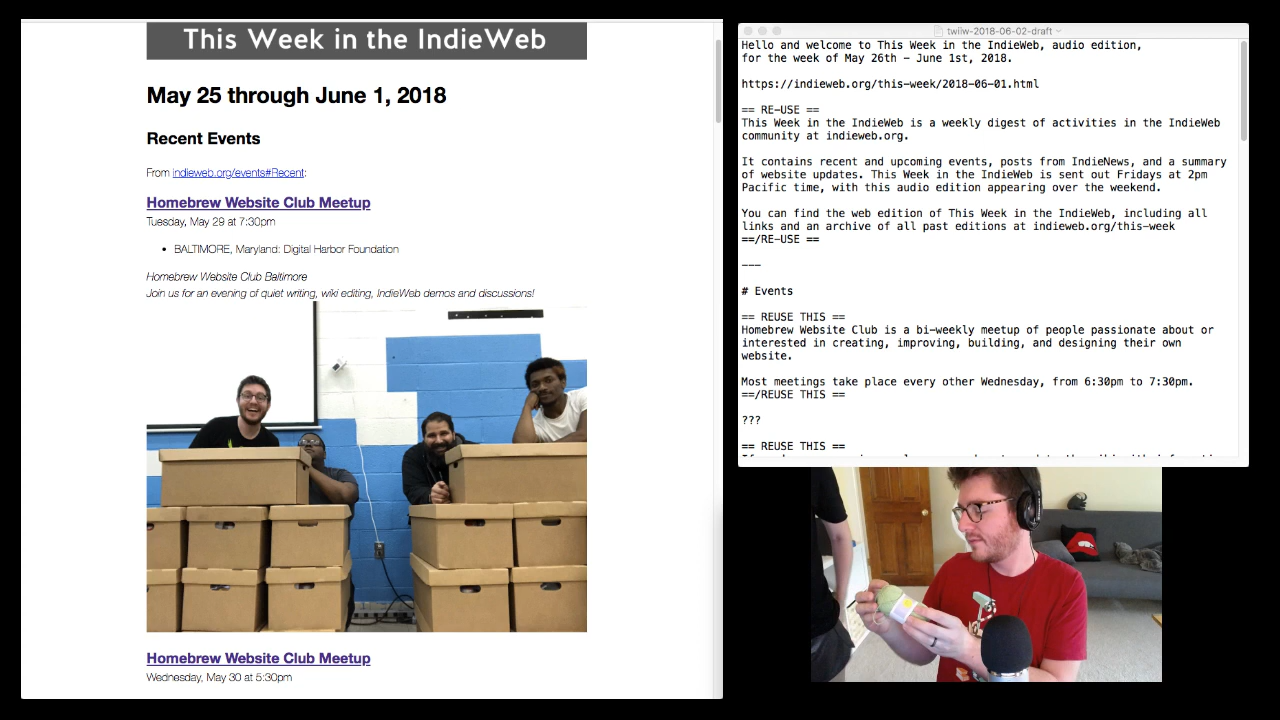 This Week in the IndieWeb
May 25 through June 1, 2018
Recent Events
From indieweb.org/events#Recent:
Homebrew Website Club Meetup
Tuesday, May 29 at 7:30pm
• BALTIMORE, Maryland: Digital Harbor Foundation
Homebrew Website Club Baltimore
Join us for an evening of quiet writing, wiki editing, IndieWeb demos and discussions!
Homebrew Website Club Meetup
Wednesday, May 30 at 5:30pm
twiiw-2018-06-02-draft
Hello and welcome to This Week in the IndieWeb, audio edition,
for the week of May 26th - June 1st, 2018.
https://indieweb.org/this-week/2018-06-01.html
== RE-USE ==
This Week in the IndieWeb is a weekly digest of activities in the IndieWeb
community at indieweb.org.
It contains recent and upcoming events, posts from IndieNews, and a summary
of website updates. This Week in the IndieWeb is sent out Fridays at 2pm
Pacific time, with this audio edition appearing over the weekend.
You can find the web edition of This Week in the IndieWeb, including all
links and an archive of all past editions at indieweb.org/this-week
==/RE-USE ==
---
# Events
== REUSE THIS ==
Homebrew Website Club is a bi-weekly meetup of people passionate about or
interested in creating, improving, building, and designing their own
website.
Most meetings take place every other Wednesday, from 6:30pm to 7:30pm.
==/REUSE THIS ==
???
== REUSE THIS ==